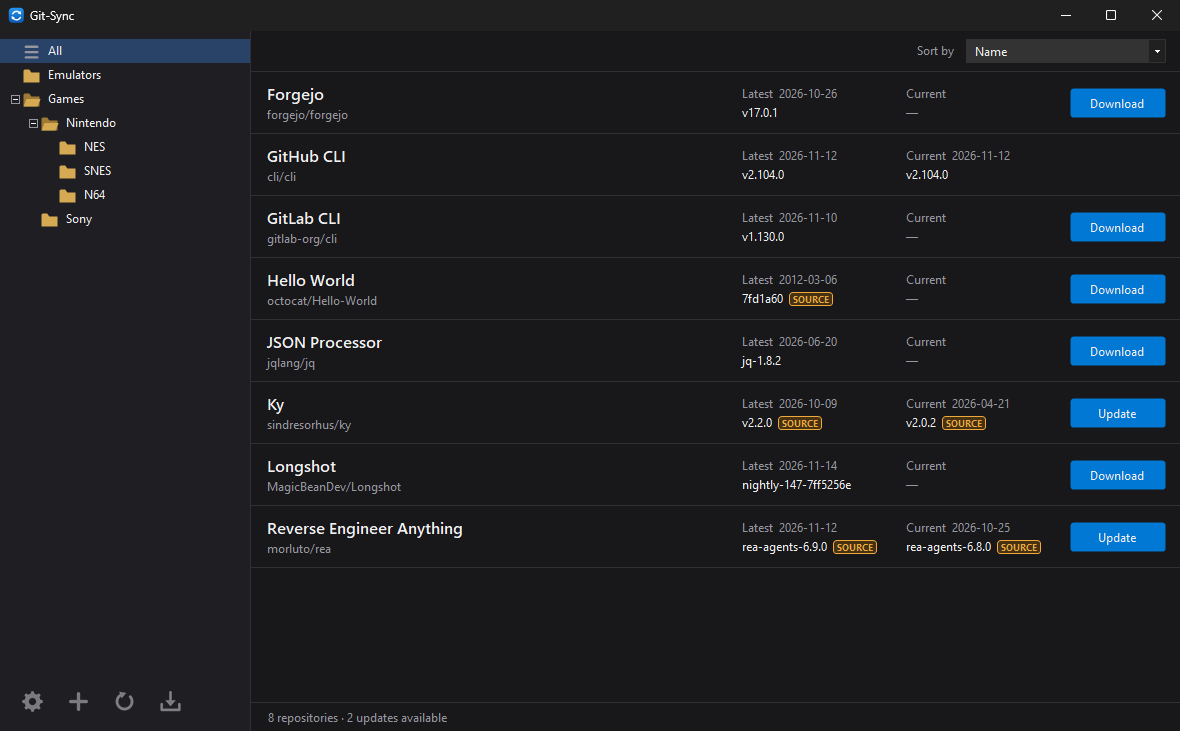 Git-Sync
All
Emulators
Games
Nintendo
NES
SNES
N64
Sony
Sort by Name
Forgejo
forgejo/forgejo
Latest 2026-10-26
v17.0.1
Current
—
Download
GitHub CLI
cli/cli
Latest 2026-11-12
v2.104.0
Current 2026-11-12
v2.104.0
GitLab CLI
gitlab-org/cli
Latest 2026-11-10
v1.130.0
Current
—
Download
Hello World
octocat/Hello-World
Latest 2012-03-06
7fd1a60 SOURCE
Current
—
Download
JSON Processor
jqlang/jq
Latest 2026-06-20
jq-1.8.2
Current
—
Download
Ky
sindresorhus/ky
Latest 2026-10-09
v2.2.0 SOURCE
Current 2026-04-21
v2.0.2 SOURCE
Update
Longshot
MagicBeanDev/Longshot
Latest 2026-11-14
nightly-147-7ff5256e
Current
—
Download
Reverse Engineer Anything
morluto/rea
Latest 2026-11-12
rea-agents-6.9.0 SOURCE
Current 2026-10-25
rea-agents-6.8.0 SOURCE
Update
8 repositories · 2 updates available